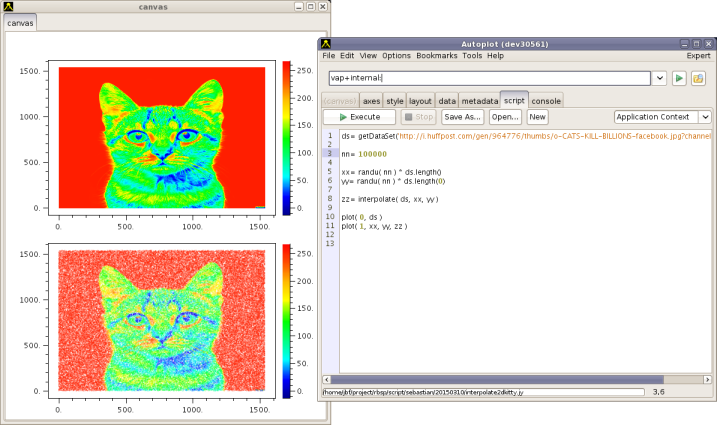 canvas
canvas
1500.
1000.
500.
0.
250.
200.
150.
100.
50.
0.
1500.
1000.
500.
0.
0.
500.
1000.
1500.
250.
200.
150.
100.
50.
0.
Autoplot (dev30561)
File Edit View Options Bookmarks Tools Help Expert
vap+internal:
(canvas) axes style layout data metadata script console
Execute Stop Save As... Open... New Application Context
1 ds= getDataSet('http://i.huffpost.com/gen/964776/thumbs/o-CATS-KILL-BILLIONS-facebook.jpg?channel
2
3 nn= 100000
4
5 xx= randu( nn ) * ds.length()
6 yy= randu( nn ) * ds.length(0)
7
8 zz= interpolate( ds, xx, yy )
9
10 plot( 0, ds )
11 plot( 1, xx, yy, zz )
12
13
/home/jbf/project/rbsp/script/sebastian/20150310/interpolate2dkitty.jy 3,6